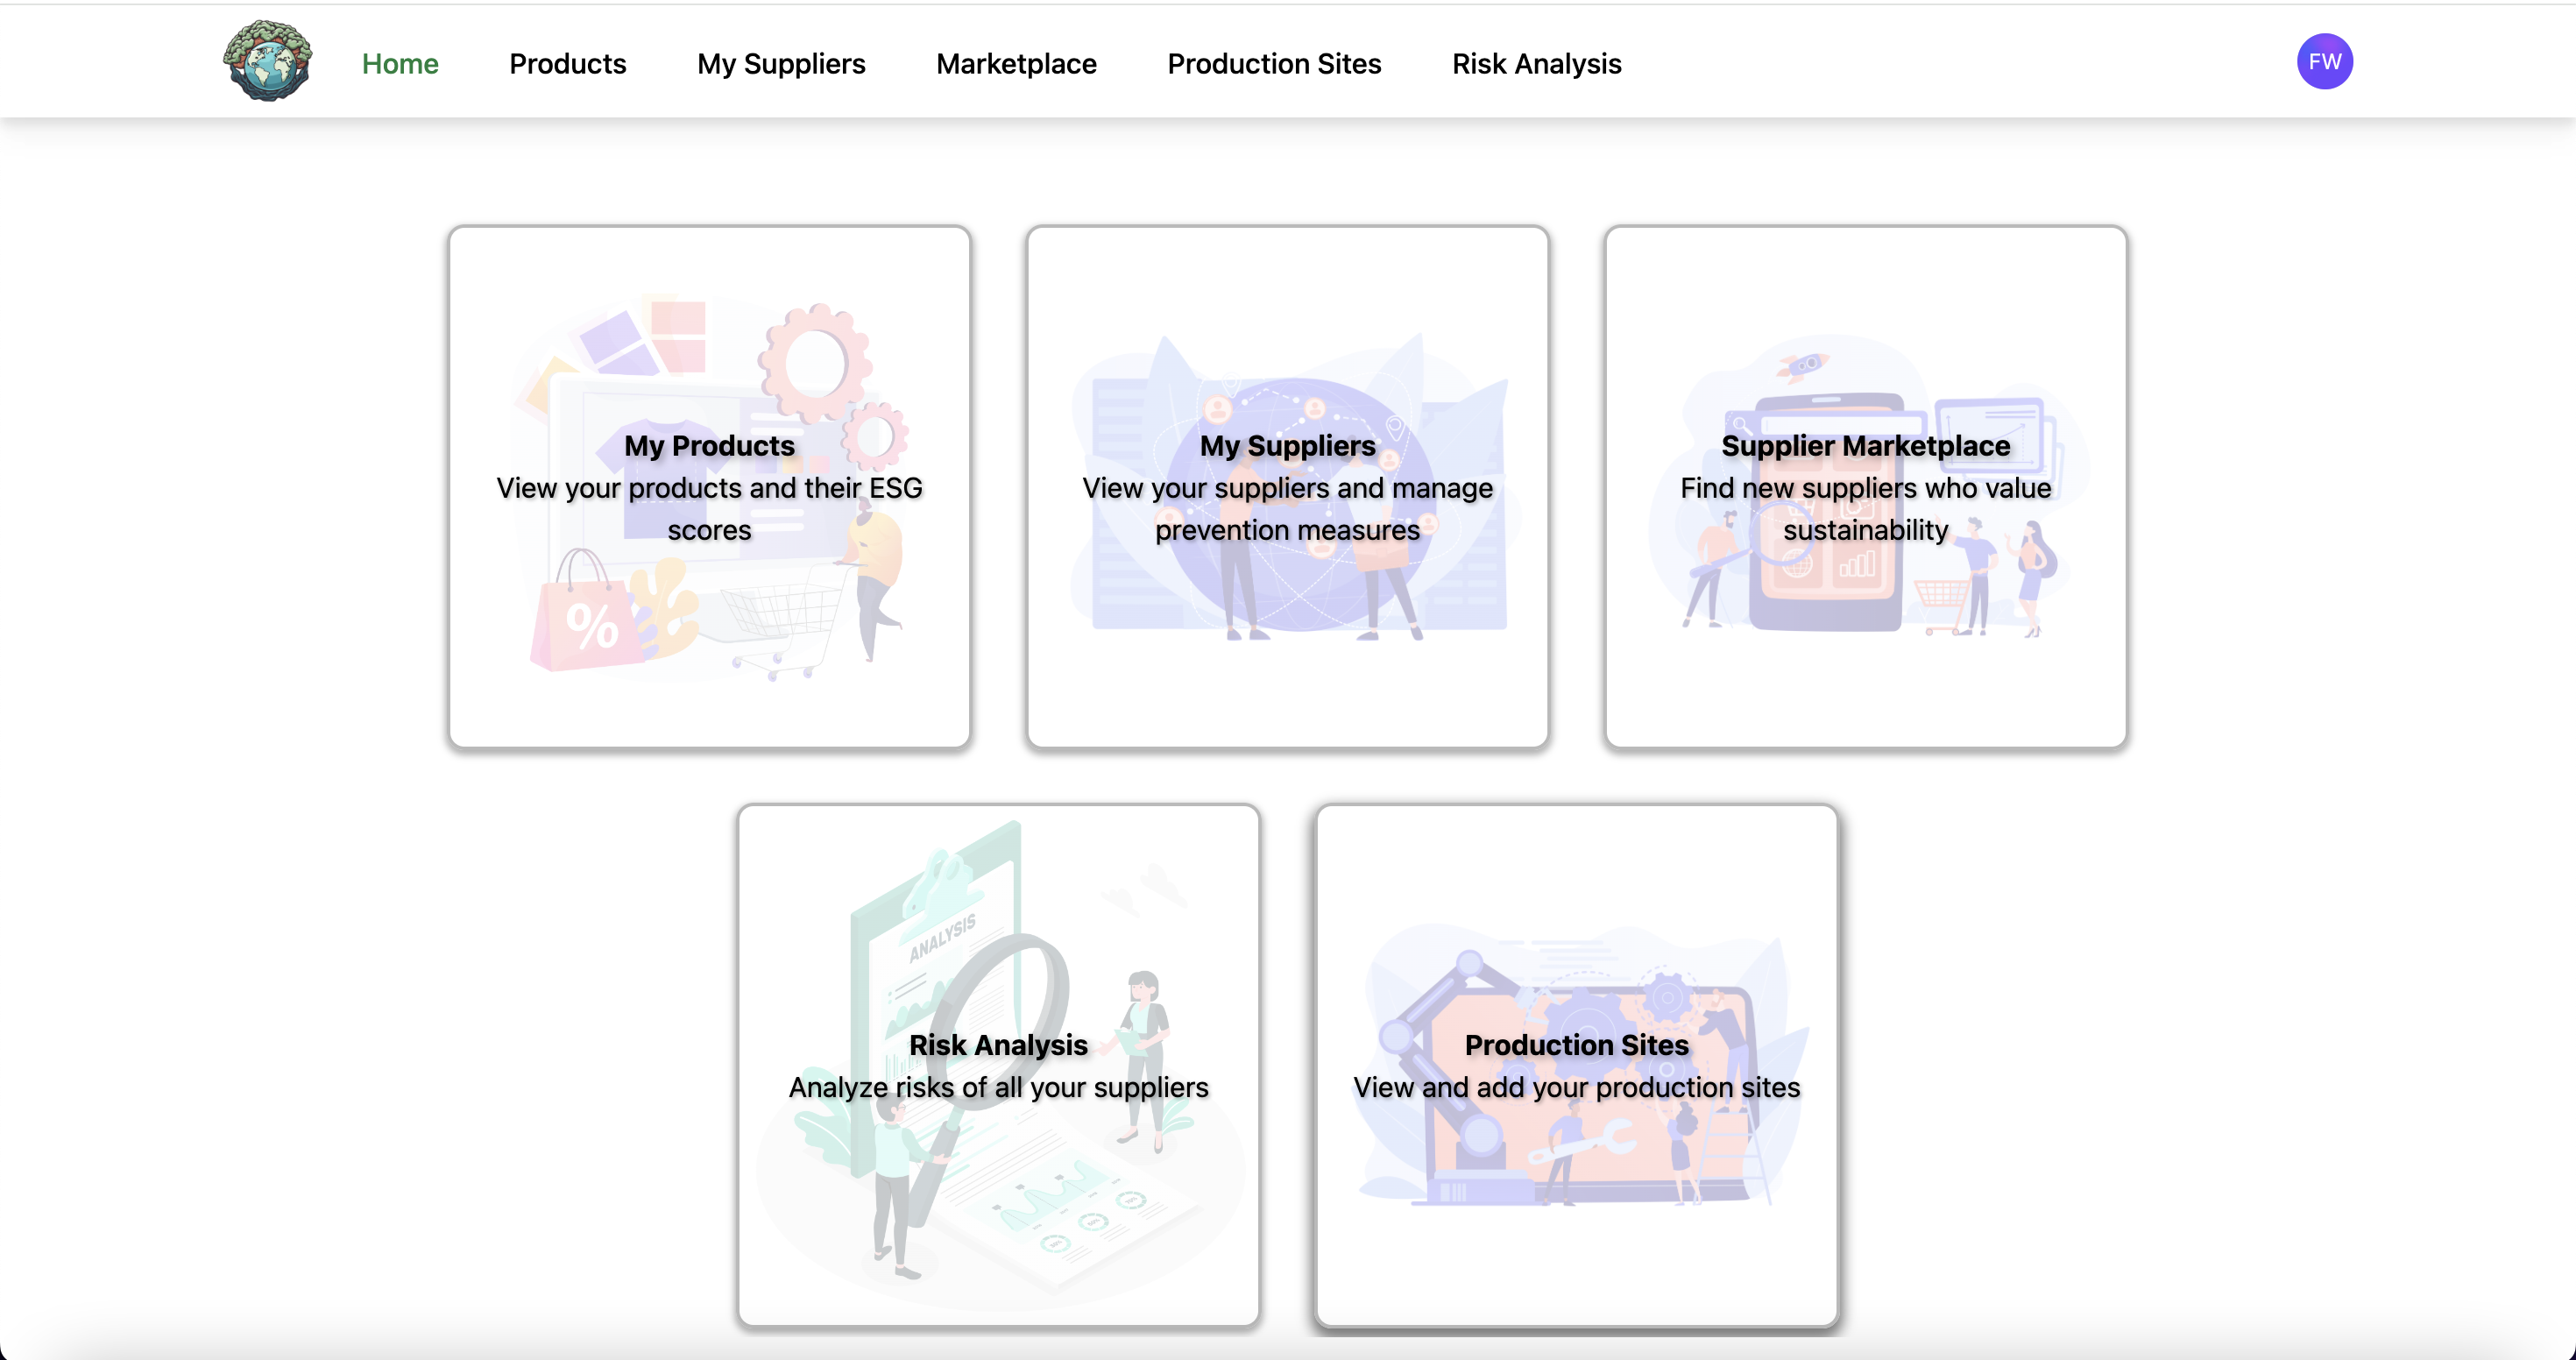 Home Products My Suppliers Marketplace Production Sites Risk Analysis FW
My Products
View your products and their ESG
scores
%
My Suppliers
View your suppliers and manage
prevention measures
Supplier Marketplace
Find new suppliers who value
sustainability
ANALYSIS
Risk Analysis
Analyze risks of all your suppliers
Production Sites
View and add your production sites